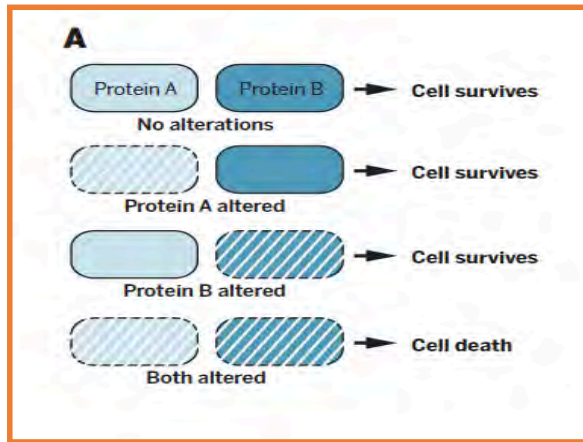 A
Protein A Protein B Cell survives
No alterations
Cell survives
Protein A altered
Cell survives
Protein B altered
Cell death
Both altered